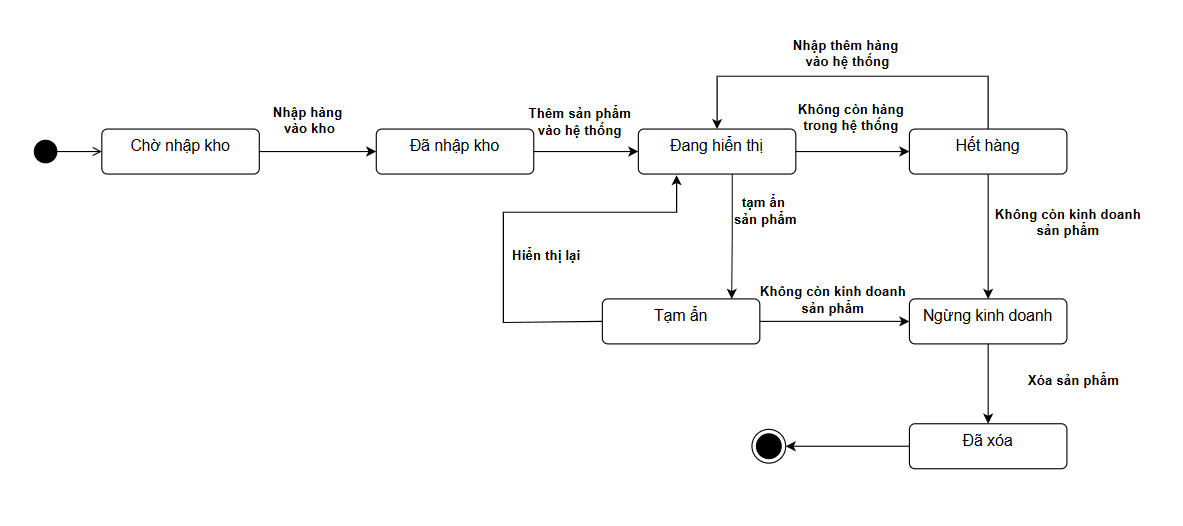 Nhập thêm hàng
vào hệ thống
Nhập hàng
vào kho
Thêm sản phẩm
vào hệ thống
Không còn hàng
trong hệ thống
Chờ nhập kho
Đã nhập kho
Đang hiển thị
Hết hàng
tạm ẩn
sản phẩm
Không còn kinh doanh
sản phẩm
Hiển thị lại
Không còn kinh doanh
sản phẩm
Tạm ẩn
Ngừng kinh doanh
Xóa sản phẩm
Đã xóa